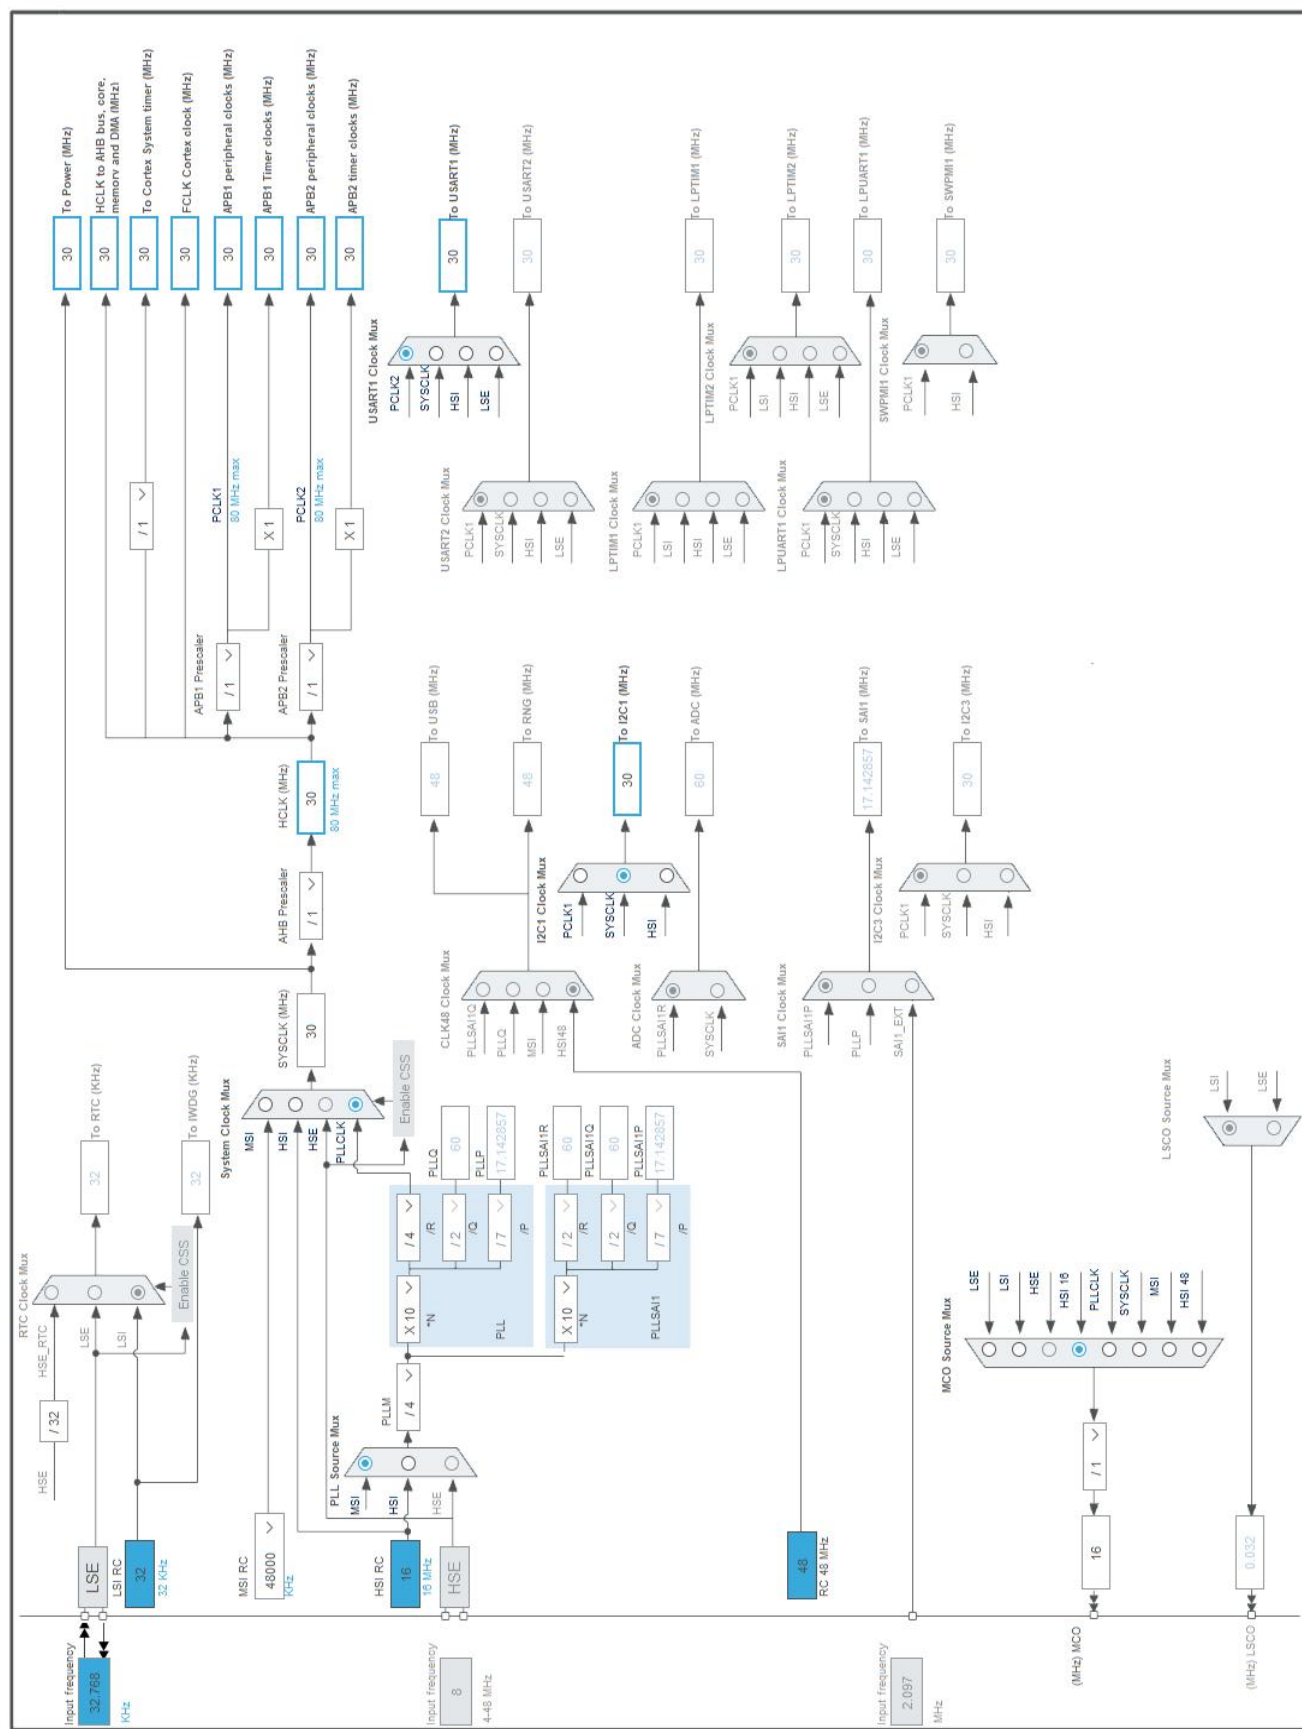 Input frequency
32.768
KHz
LSE
LSI RC
32
32 KHz
HSE
/ 32
HSE_RTC
LSE
LSI
RTC Clock Mux
Enable CSS
32
To RTC (KHz)
32
To IWDG (KHz)
MSI RC
48000
KHz
HSI RC
16
16 MHz
Input frequency
8
4-48 MHz
HSE
PLL Source Mux
MSI
HSI
HSE
PLLM
/ 4
X 10
*N
PLL
/ 4
/R
/ 2
/Q
/ 7
/P
PLLQ
60
PLLP
17.142857
X 10
*N
PLLSAI1
/ 2
/R
/ 2
/Q
/ 7
/P
PLLSAI1R
60
PLLSAI1Q
60
PLLSAI1P
17.142857
System Clock Mux
MSI
HSI
HSE
PLLCLK
Enable CSS
SYSCLK (MHz)
30
AHB Prescaler
/ 1
HCLK (MHz)
30
80 MHz max
APB1 Prescaler
/ 1
APB2 Prescaler
/ 1
/ 1
PCLK1
80 MHz max
X 1
PCLK2
80 MHz max
X 1
30
To Power (MHz)
30
HCLK to AHB bus, core,
memory and DMA (MHz)
30
To Cortex System timer (MHz)
30
FCLK Cortex clock (MHz)
30
APB1 peripheral clocks (MHz)
30
APB1 Timer clocks (MHz)
30
APB2 peripheral clocks (MHz)
30
APB2 timer clocks (MHz)
USART1 Clock Mux
PCLK2
SYSCLK
HSI
LSE
30
To USART1 (MHz)
USART2 Clock Mux
PCLK1
SYSCLK
HSI
LSE
30
To USART2 (MHz)
LPTIM1 Clock Mux
PCLK1
LSI
HSI
LSE
30
To LPTIM1 (MHz)
LPTIM2 Clock Mux
PCLK1
LSI
HSI
LSE
30
To LPTIM2 (MHz)
LPUART1 Clock Mux
PCLK1
SYSCLK
HSI
LSE
30
To LPUART1 (MHz)
SWPMI1 Clock Mux
PCLK1
HSI
30
To SWPMI1 (MHz)
48
RC 48 MHz
CLK48 Clock Mux
PLLSAI1Q
PLLQ
MSI
HSI48
48
To USB (MHz)
48
To RNG (MHz)
I2C1 Clock Mux
PCLK1
SYSCLK
HSI
30
To I2C1 (MHz)
ADC Clock Mux
PLLSAI1R
SYSCLK
60
To ADC (MHz)
Input frequency
2.097
MHz
SAI1 Clock Mux
PLLSAI1P
PLLP
SAI1_EXT
17.142857
To SAI1 (MHz)
I2C3 Clock Mux
PCLK1
SYSCLK
HSI
30
To I2C3 (MHz)
(MHz) MCO
16
/ 1
MCO Source Mux
LSE
LSI
HSE
HSI 16
PLLCLK
SYSCLK
MSI
HSI 48
(MHz) LSCO
0.032
LSCO Source Mux
LSI
LSE